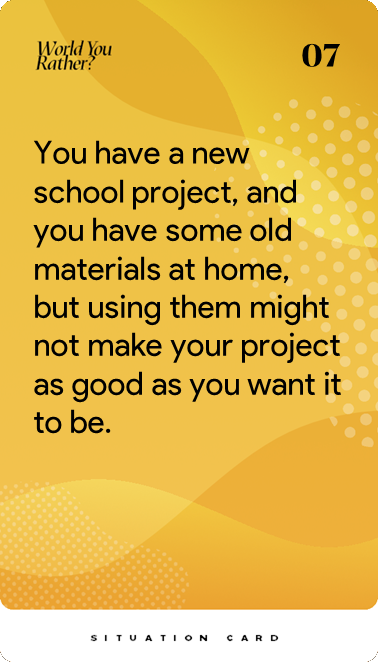 World You
Rather?
07
You have a new
school project, and
you have some old
materials at home,
but using them might
not make your project
as good as you want it
to be.
SITUATION CARD